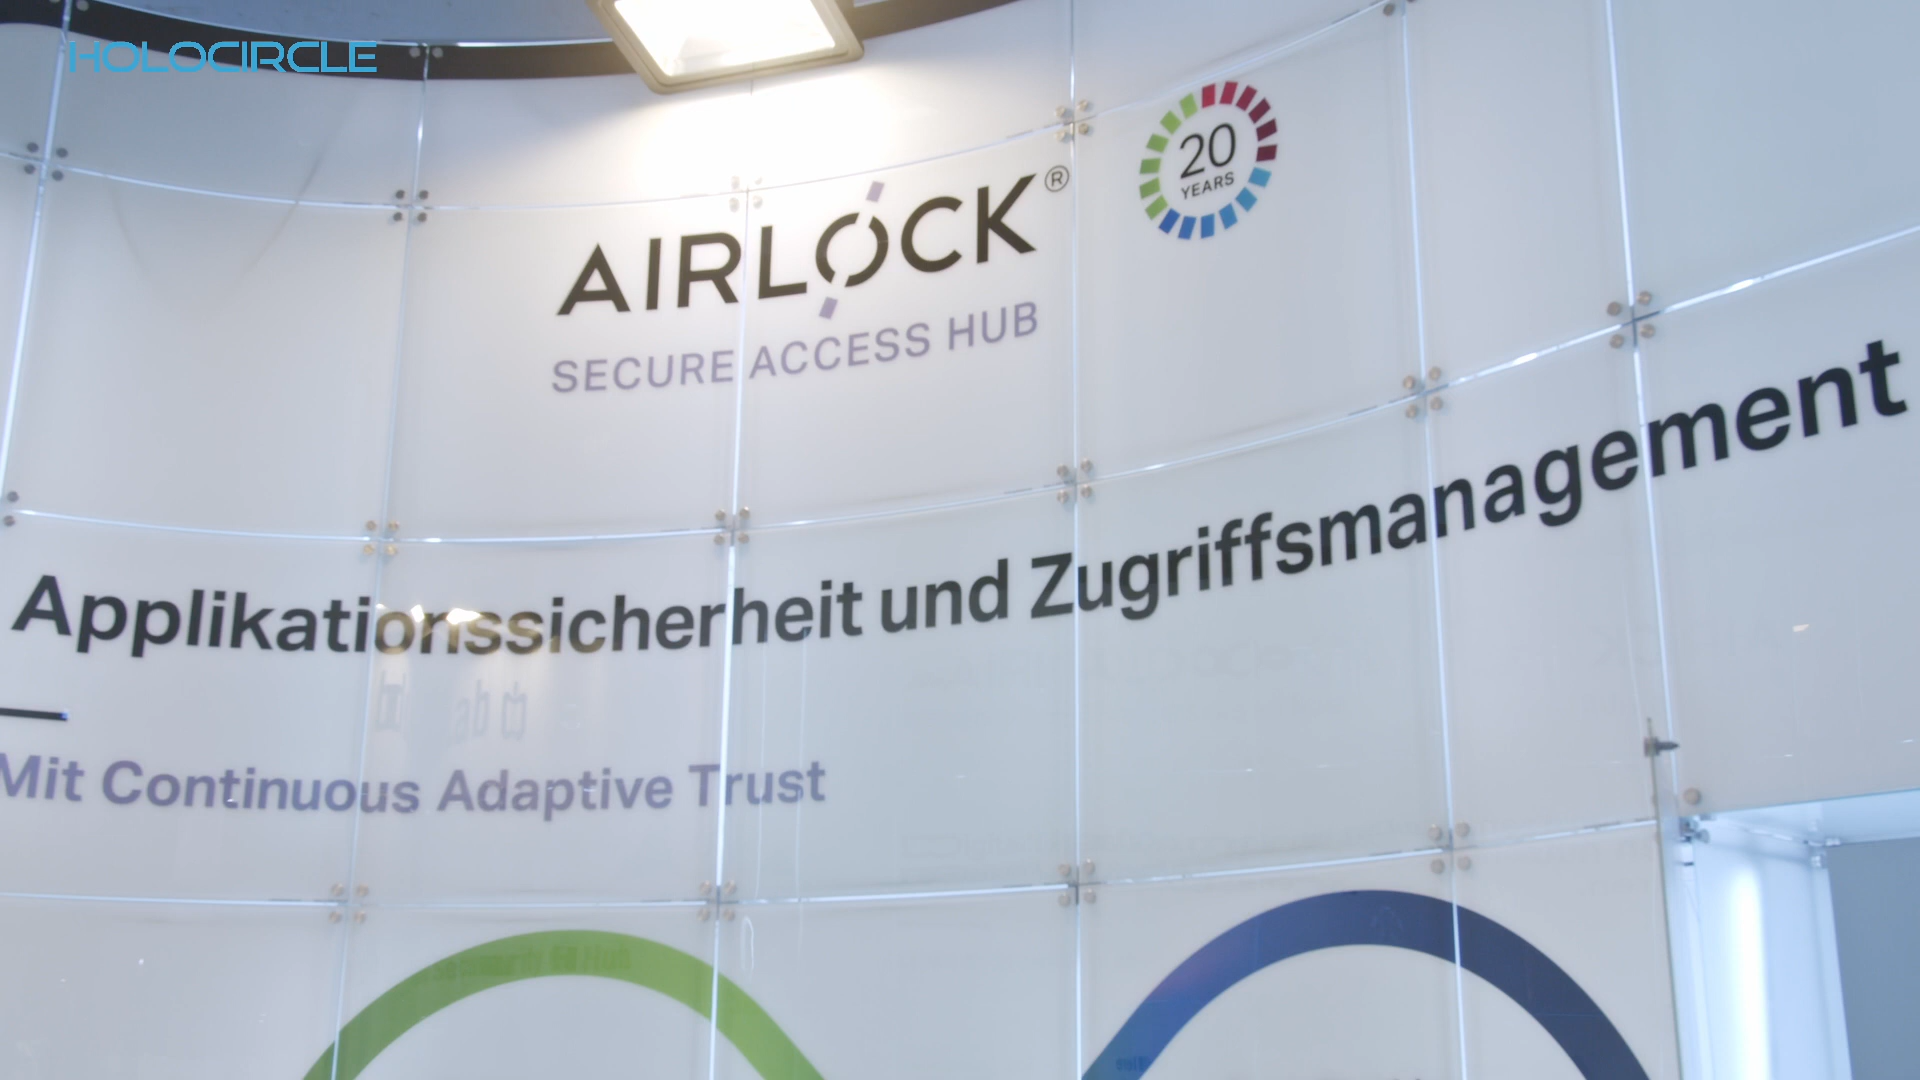 HOLOCIRCLE
AIRLOCK®
SECURE ACCESS HUB
20
YEARS
Applikationssicherheit und Zugriffsmanagement
Mit Continuous Adaptive Trust